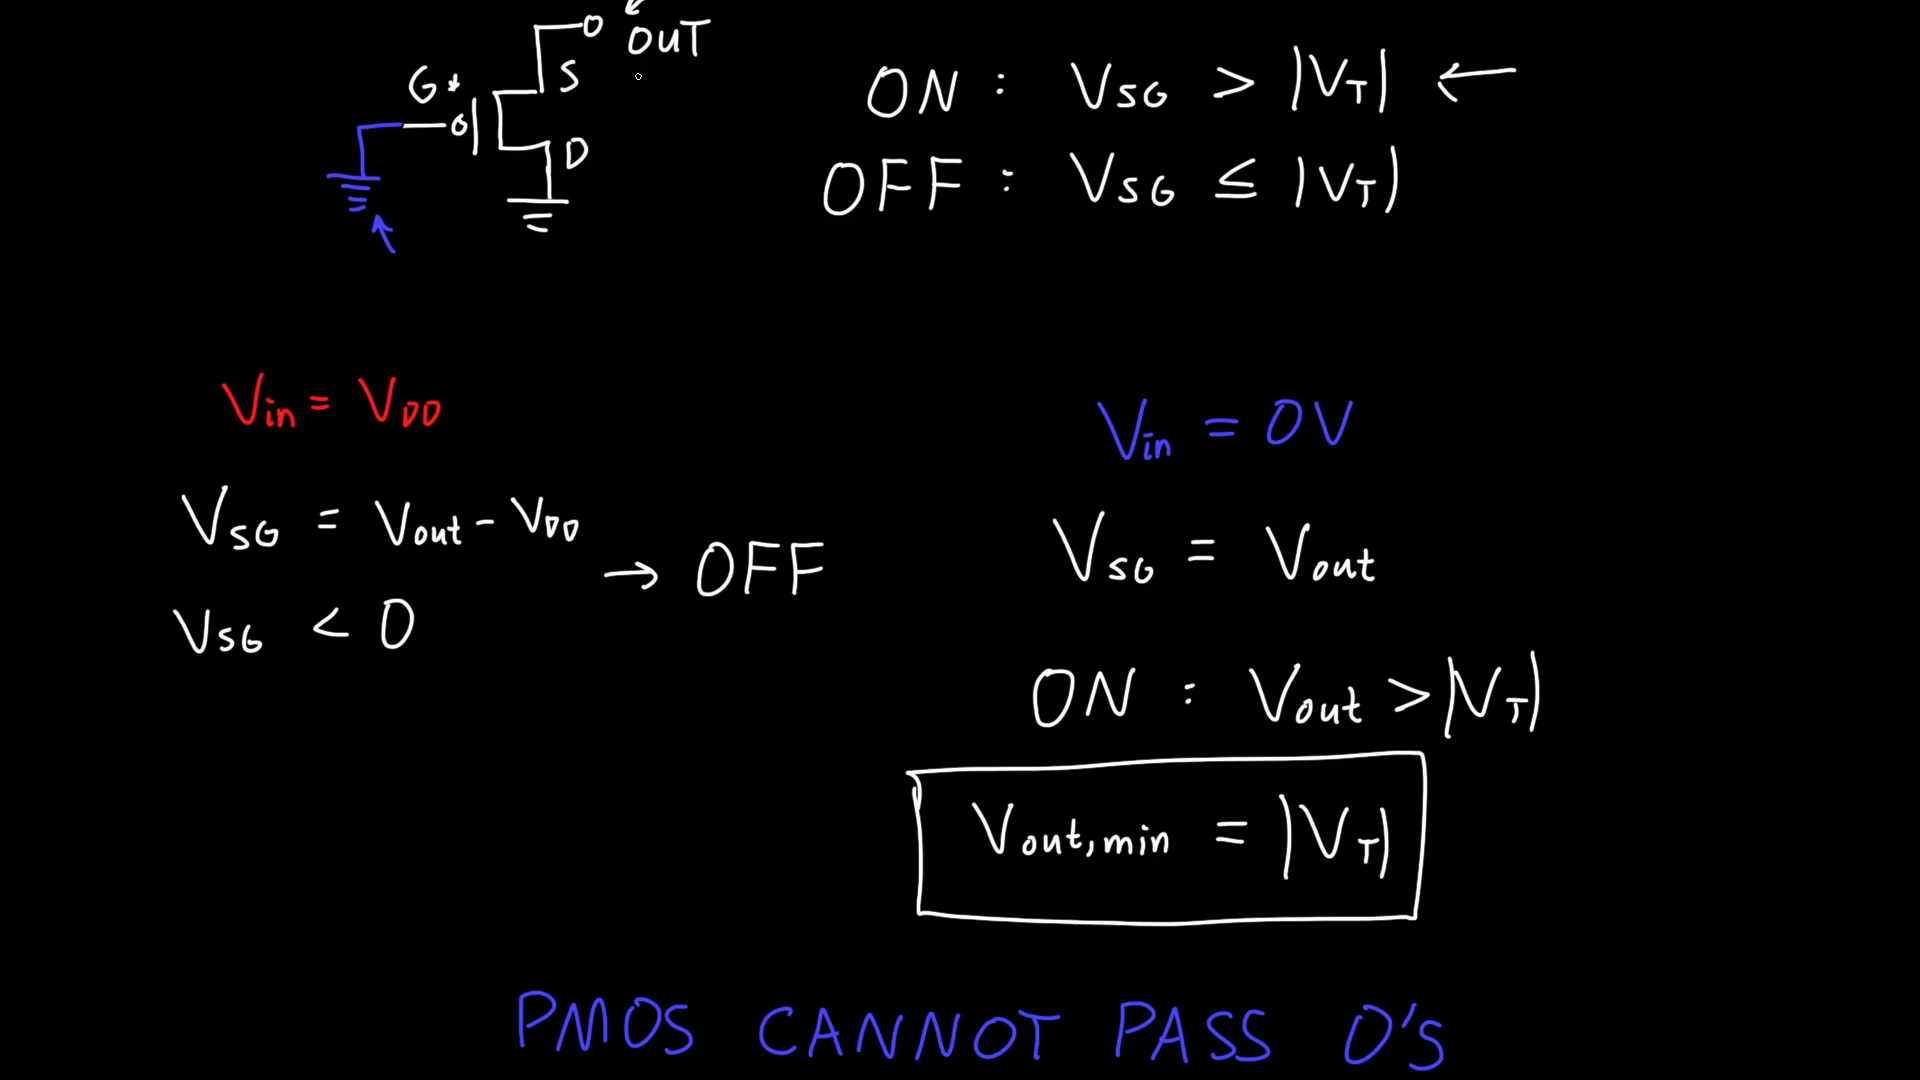 OUT
S
G
D
ON : VSG > |VT| ←
OFF : VSG ≤ |VT|
Vin = VDD
VSG = Vout - VDD
VSG < 0
→ OFF
Vin = 0V
VSG = Vout
ON : Vout > |VT|
Vout,min = |VT|
PMOS CANNOT PASS 0'S